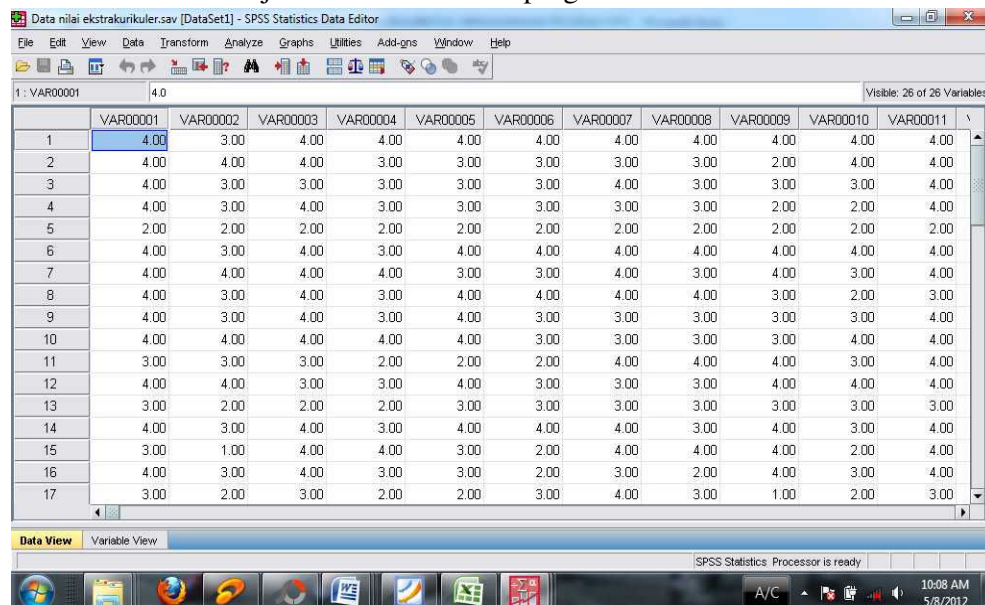 Data nilai ekstrakurikuler.sav [DataSet1] - SPSS Statistics Data Editor
File Edit View Data Transform Analyze Graphs Utilities Add-ons Window Help
1 : VAR00001 4.0 Visible: 26 of 26 Variables
VAR00001 VAR00002 VAR00003 VAR00004 VAR00005 VAR00006 VAR00007 VAR00008 VAR00009 VAR00010 VAR00011
1 4.00 3.00 4.00 4.00 4.00 4.00 4.00 4.00 4.00 4.00 4.00
2 4.00 4.00 4.00 3.00 3.00 3.00 3.00 3.00 2.00 4.00 4.00
3 4.00 3.00 3.00 3.00 3.00 3.00 4.00 3.00 3.00 3.00 4.00
4 4.00 3.00 4.00 3.00 3.00 3.00 3.00 3.00 2.00 2.00 4.00
5 2.00 2.00 2.00 2.00 2.00 2.00 2.00 2.00 2.00 2.00 2.00
6 4.00 3.00 4.00 3.00 4.00 4.00 4.00 4.00 4.00 4.00 4.00
7 4.00 4.00 4.00 4.00 3.00 3.00 4.00 3.00 4.00 3.00 4.00
8 4.00 3.00 4.00 3.00 4.00 4.00 4.00 4.00 3.00 2.00 3.00
9 4.00 3.00 4.00 3.00 4.00 3.00 3.00 3.00 3.00 3.00 4.00
10 4.00 4.00 4.00 4.00 4.00 3.00 3.00 3.00 3.00 4.00 4.00
11 3.00 3.00 3.00 2.00 2.00 2.00 4.00 4.00 4.00 3.00 4.00
12 4.00 4.00 3.00 3.00 4.00 3.00 3.00 3.00 4.00 4.00 4.00
13 3.00 2.00 2.00 2.00 3.00 3.00 3.00 3.00 3.00 3.00 3.00
14 4.00 3.00 4.00 3.00 4.00 3.00 4.00 3.00 4.00 3.00 4.00
15 3.00 1.00 4.00 4.00 3.00 2.00 4.00 4.00 4.00 2.00 4.00
16 4.00 3.00 4.00 3.00 3.00 2.00 3.00 2.00 4.00 3.00 4.00
17 3.00 2.00 3.00 2.00 2.00 3.00 4.00 3.00 1.00 2.00 3.00
Data View Variable View
SPSS Statistics Processor is ready
A/C 10:08 AM
5/8/2012